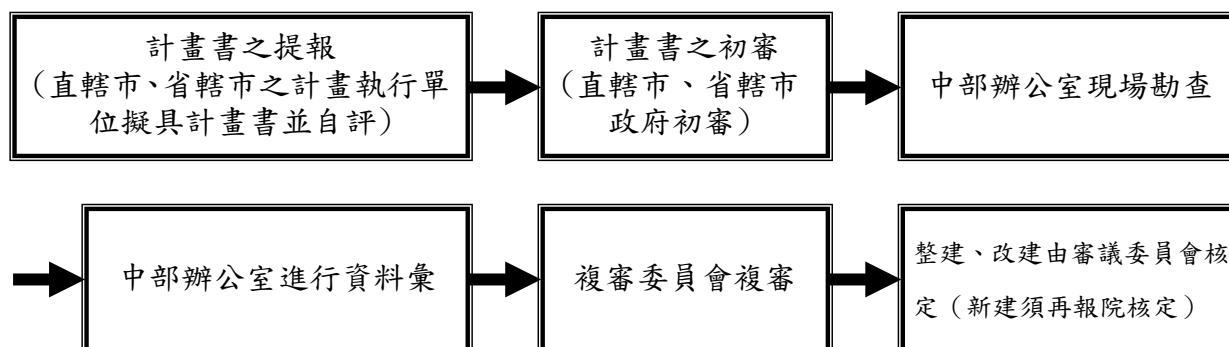 計畫書之提報
（直轄市、省轄市之計畫執行單
位擬具計畫書並自評）
計畫書之初審
（直轄市、省轄市
政府初審）
中部辦公室現場勘查
中部辦公室進行資料彙
複審委員會複審
整建、改建由審議委員會核
定（新建須再報院核定）